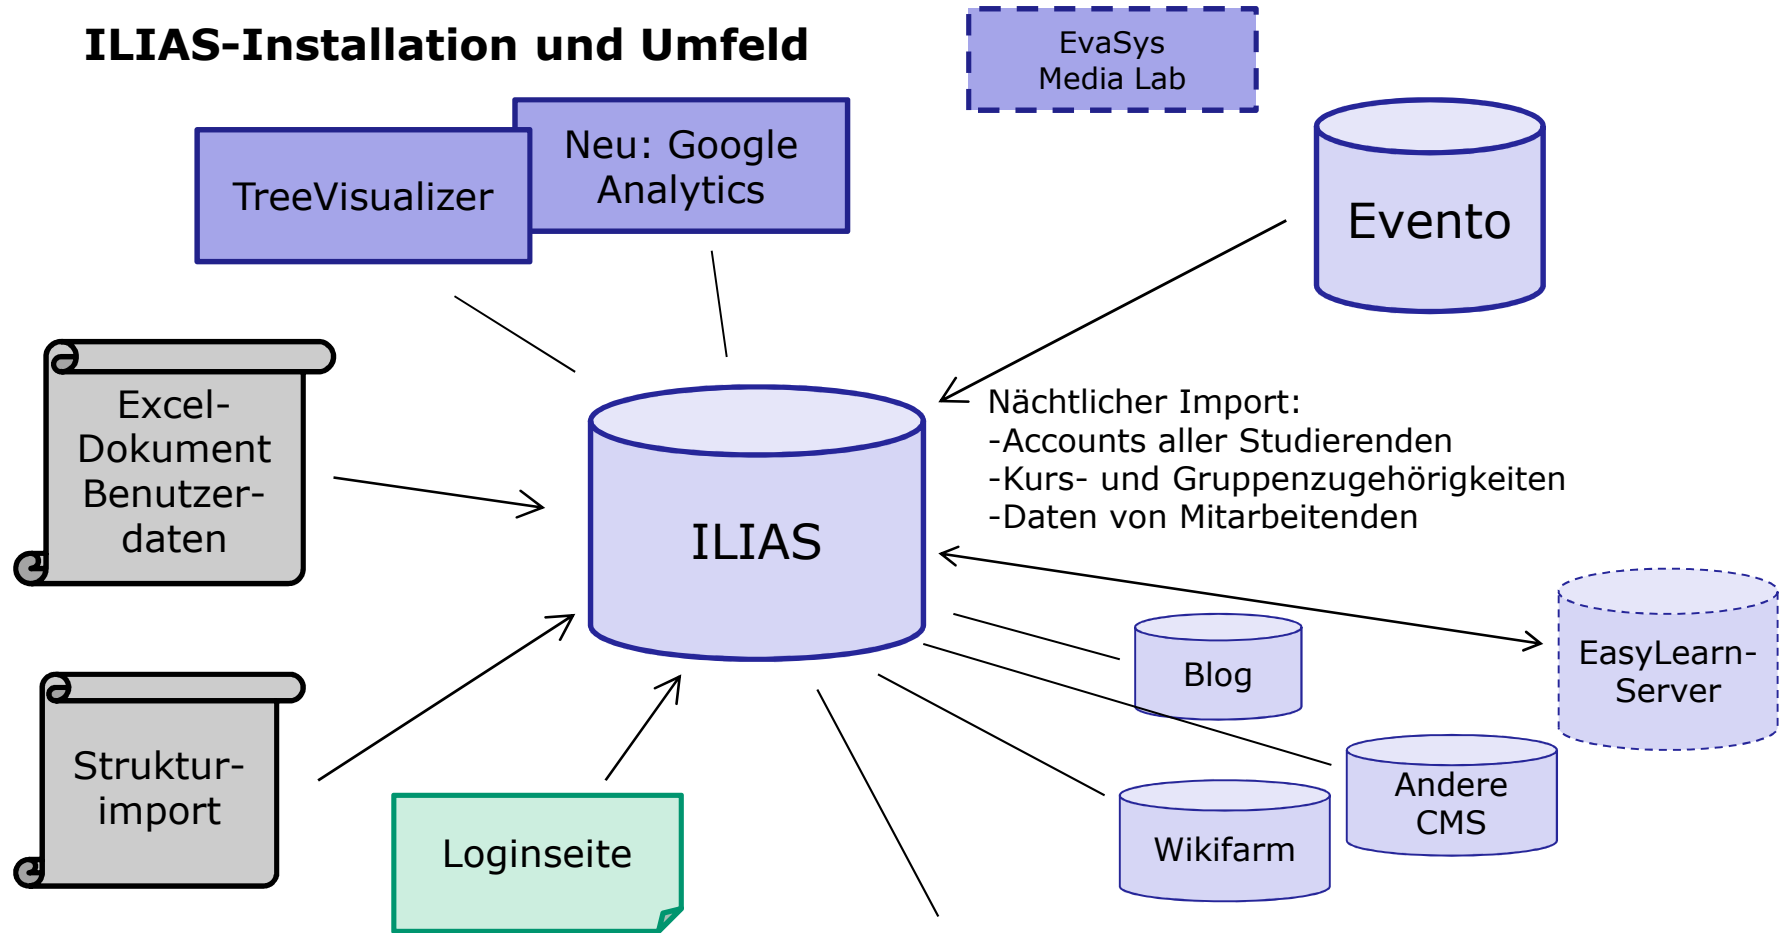 ILIAS-Installation und Umfeld
EvaSys
Media Lab
Neu: Google
Analytics
TreeVisualizer
Evento
Excel-
Dokument
Benutzer-
daten
Nächtlicher Import:
-Accounts aller Studierenden
-Kurs- und Gruppenzugehörigkeiten
-Daten von Mitarbeitenden
ILIAS
EasyLearn-
Server
Blog
Struktur-
import
Andere
CMS
Loginseite
Wikifarm